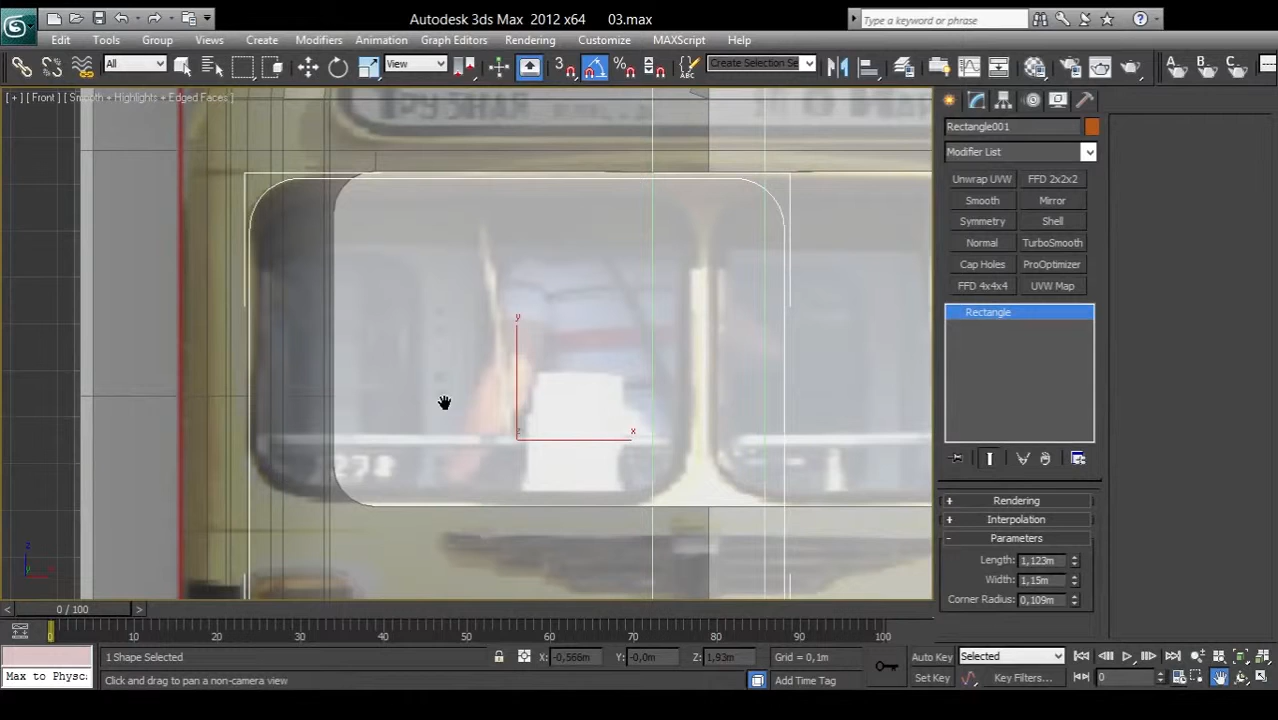 Autodesk 3ds Max 2012 x64 03.max
Type a keyword or phrase
Edit Tools Group Views Create Modifiers Animation Graph Editors Rendering Customize MAXScript Help
All View 3 Create Selection Se
[ + ] [ Front ] [ Smooth + Highlights + Edged Faces ]
Rectangle001
Modifier List
Unwrap UVW FFD 2x2x2
Smooth Mirror
Symmetry Shell
Normal TurboSmooth
Cap Holes ProOptimizer
FFD 4x4x4 UVW Map
Rectangle
y
x
z
278
+ Rendering
+ Interpolation
- Parameters
Length: 1,123m
Width: 1,15m
Corner Radius: 0,109m
z
0 / 100
0 10 20 30 40 50 60 70 80 90 100
1 Shape Selected X: -0,566m Y: -0,0m Z: 1,93m Grid = 0,1m Auto Key Selected
Max to Physc: Click and drag to pan a non-camera view Add Time Tag Set Key Key Filters... 0